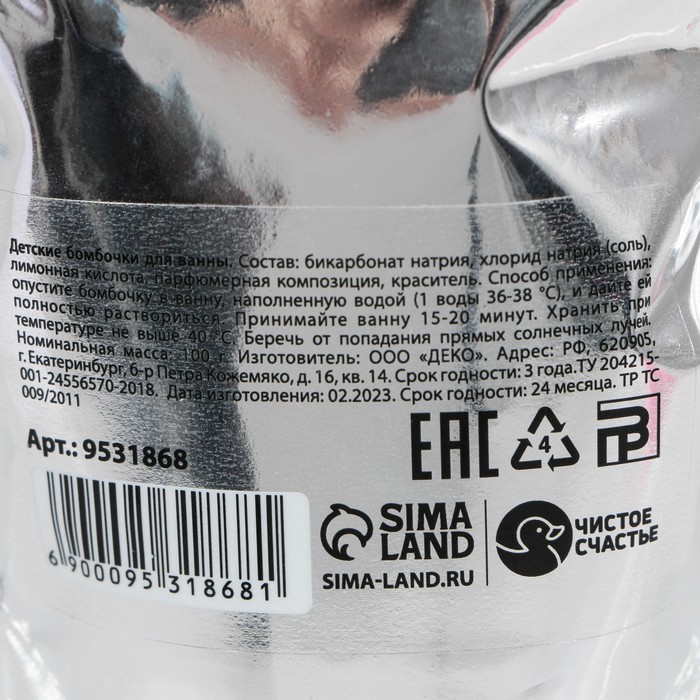 Детские бомбочки для ванны. Состав: бикарбонат натрия, хлорид натрия (соль),
лимонная кислота, парфюмерная композиция, краситель. Способ применения:
опустите бомбочку в ванну, наполненную водой (1 воды 36-38 °C), и дайте ей
полностью раствориться. Принимайте ванну 15-20 минут. Хранить при
температуре не выше 40 °C. Беречь от попадания прямых солнечных лучей.
Номинальная масса: 100 г. Изготовитель: ООО «ДЕКО». Адрес: РФ, 620905,
г. Екатеринбург, б-р Петра Кожемяко, д. 16, кв. 14. Срок годности: 3 года. ТУ 204215-
001-24556570-2018. Дата изготовления: 02.2023. Срок годности: 24 месяца. ТР ТС
009/2011
Арт.: 9531868
EAC
4
6 900095 318681
SIMA
LAND
SIMA-LAND.RU
ЧИСТОЕ
СЧАСТЬЕ